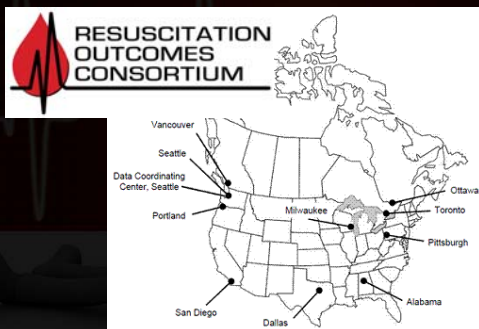 RESUSCITATION
OUTCOMES
CONSORTIUM
Vancouver
Seattle
Data Coordinating
Center, Seattle
Portland
Milwaukee
Ottawa
Toronto
Pittsburgh
Alabama
San Diego
Dallas